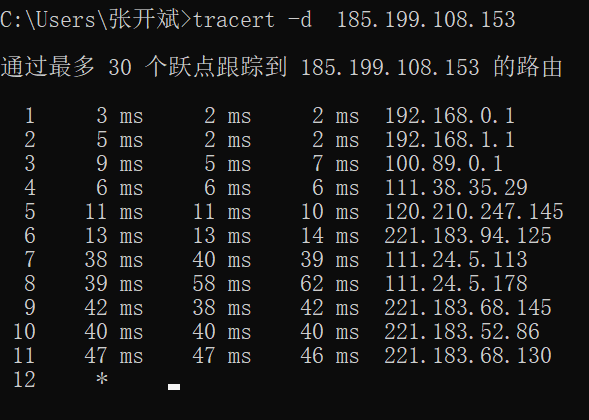 C:\Users\张开斌>tracert -d  185.199.108.153
通过最多 30 个跃点跟踪到 185.199.108.153 的路由
1     3 ms     2 ms     2 ms  192.168.0.1
2     5 ms     2 ms     2 ms  192.168.1.1
3     9 ms     5 ms     7 ms  100.89.0.1
4     6 ms     6 ms     6 ms  111.38.35.29
5    11 ms    11 ms    10 ms  120.210.247.145
6    13 ms    13 ms    14 ms  221.183.94.125
7    38 ms    40 ms    39 ms  111.24.5.113
8    39 ms    58 ms    62 ms  111.24.5.178
9    42 ms    38 ms    42 ms  221.183.68.145
10    40 ms    40 ms    40 ms  221.183.52.86
11    47 ms    47 ms    46 ms  221.183.68.130
12     *